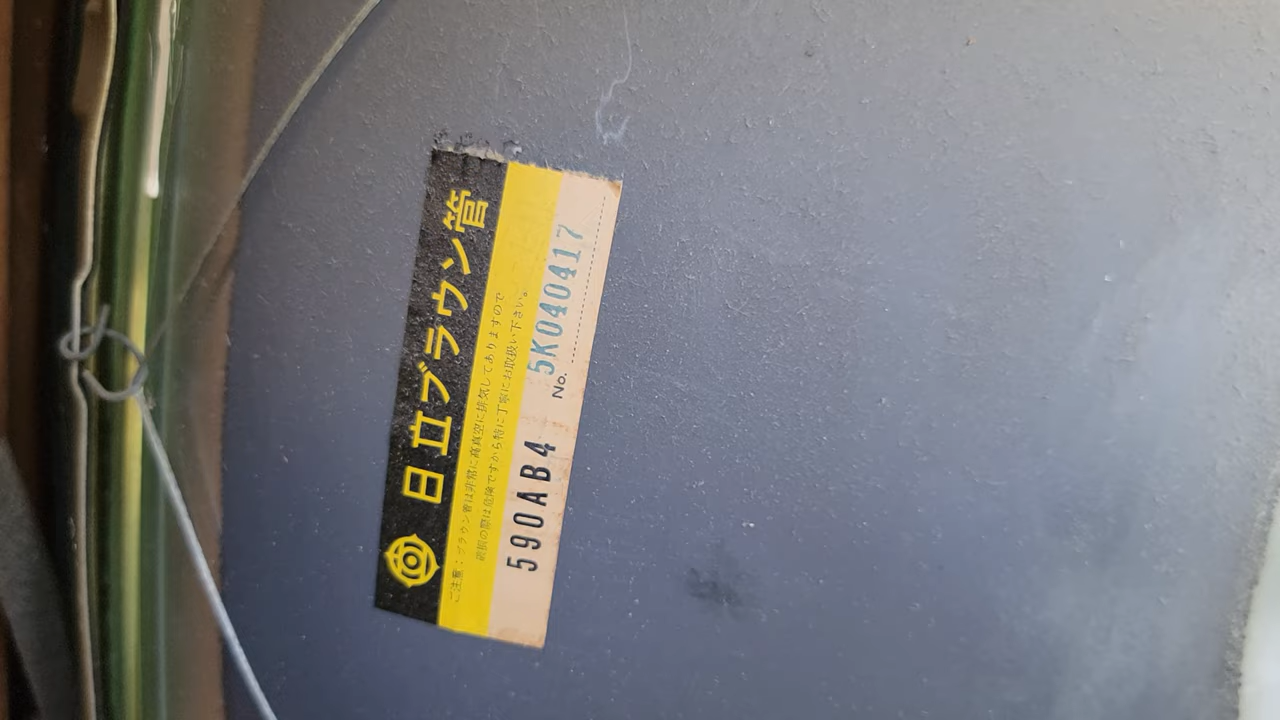 日立ブラウン管
ご注意：ブラウン管は非常に高真空に排気してありますので
破損の際は危険ですから特に丁寧にお取扱い下さい。
590AB4 No. 5K040417